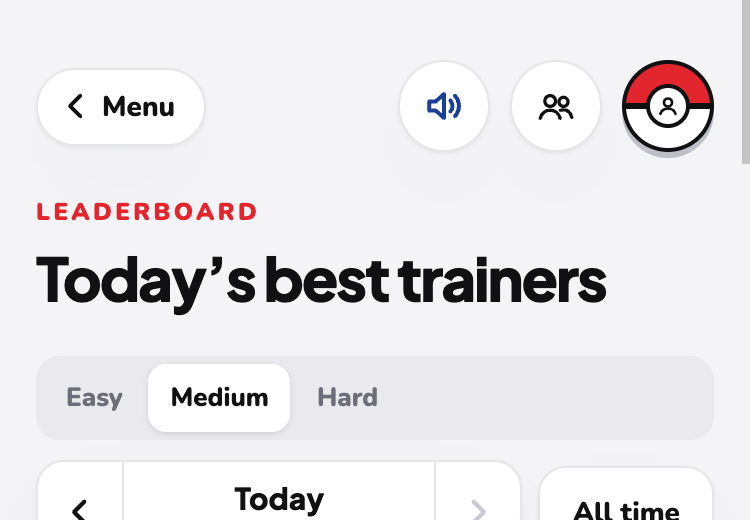 Menu
LEADERBOARD
Today’s best trainers
Easy Medium Hard
Today
All time